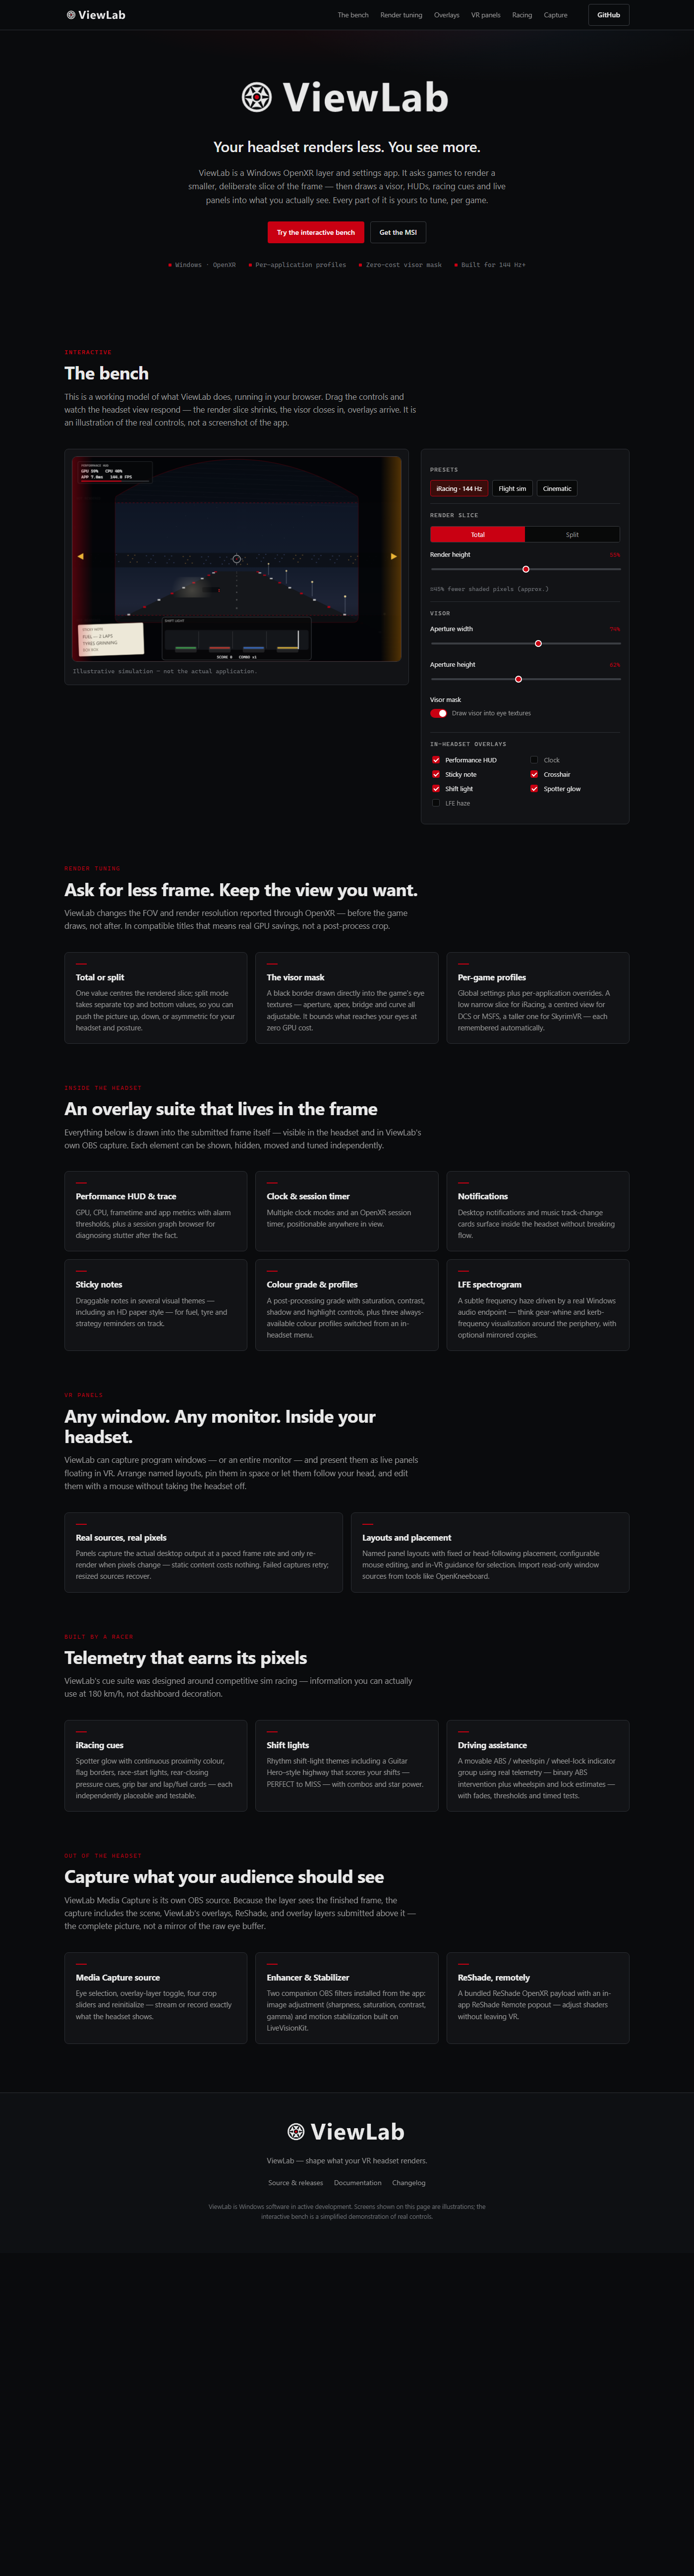 ViewLab
The bench
Render tuning
Overlays
VR panels
Racing
Capture
GitHub
ViewLab
Your headset renders less. You see more.
ViewLab is a Windows OpenXR layer and settings app. It asks games to render a
smaller, deliberate slice of the frame — then draws a visor, HUDs, racing cues and live
panels into what you actually see. Every part of it is yours to tune, per game.
Try the interactive bench
Get the MSI
Windows · OpenXR
Per-application profiles
Zero-cost visor mask
Built for 144 Hz+
INTERACTIVE
The bench
This is a working model of what ViewLab does, running in your browser. Drag the controls and
watch the headset view respond — the render slice shrinks, the visor closes in, overlays arrive. It is
an illustration of the real controls, not a screenshot of the app.
PERFORMANCE HUD
GPU 59% CPU 46%
SHIFT LIGHT
FUEL — 2 LAPS
SCORE 0 COMBO x1
Illustrative simulation — not the actual application.
PRESETS
iRacing · 144 Hz
Flight sim
Cinematic
RENDER SLICE
Total
Split
Render height
fewer shaded pixels (approx.)
VISOR
Aperture width
Aperture height
62%
Visor mask
Draw visor into eye textures
IN-HEADSET OVERLAYS
Performance HUD
Clock
Sticky note
Crosshair
Shift light
Spotter glow
LFE haze
RENDER TUNING
Ask for less frame. Keep the view you want.
ViewLab changes the FOV and render resolution reported through OpenXR — before the game
draws, not after. In compatible titles that means real GPU savings, not a post-process crop.
Total or split
One value centres the rendered slice; split mode
takes separate top and bottom values, so you can
push the picture up, down, or asymmetric for your
headset and posture.
The visor mask
A black border drawn directly into the game's eye
textures — aperture, apex, bridge and curve all
adjustable. It bounds what reaches your eyes at
zero GPU cost.
Per-game profiles
Global settings plus per-application overrides. A
low narrow slice for iRacing, a centred view for
DCS or MSFS, a taller one for SkyrimVR — each
remembered automatically.
INSIDE THE HEADSET
An overlay suite that lives in the frame
Everything below is drawn into the submitted frame itself — visible in the headset and in ViewLab's
own OBS capture. Each element can be shown, hidden, moved and tuned independently.
Performance HUD & trace
GPU, CPU, frametime and app metrics with alarm
thresholds, plus a session graph browser for
diagnosing stutter after the fact.
Clock & session timer
Multiple clock modes and an OpenXR session
timer, positionable anywhere in view.
Notifications
Desktop notifications and music track-change
cards surface inside the headset without breaking
flow.
Sticky notes
Draggable notes in several visual themes —
including an HD paper style — for fuel, tyre and
strategy reminders on track.
Colour grade & profiles
A post-processing grade with saturation, contrast,
shadow and highlight controls, plus three always-
available colour profiles switched from an in-
headset menu.
LFE spectrogram
A subtle frequency haze driven by a real Windows
audio endpoint — think gear-whine and kerb-
frequency visualization around the periphery, with
optional mirrored copies.
VR PANELS
Any window. Any monitor. Inside your
headset.
ViewLab can capture program windows — or an entire monitor — and present them as live panels
floating in VR. Arrange named layouts, pin them in space or let them follow your head, and edit
them with a mouse without taking the headset off.
Real sources, real pixels
Panels capture the actual desktop output at a paced frame rate and only re-
render when pixels change — static content costs nothing. Failed captures retry;
resized sources recover.
Layouts and placement
Named panel layouts with fixed or head-following placement, configurable
mouse editing, and in-VR guidance for selection. Import read-only window
sources from tools like OpenKneeboard.
BUILT BY A RACER
Telemetry that earns its pixels
ViewLab's cue suite was designed around competitive sim racing — information you can actually
use at 180 km/h, not dashboard decoration.
iRacing cues
Spotter glow with continuous proximity colour,
flag borders, race-start lights, rear-closing
pressure cues, grip bar and lap/fuel cards — each
independently placeable and testable.
Shift lights
Rhythm shift-light themes including a Guitar
Hero-style highway that scores your shifts —
PERFECT to MISS — with combos and star power.
Driving assistance
A movable ABS / wheelspin / wheel-lock indicator
group using real telemetry — binary ABS
intervention plus wheelspin and lock estimates —
with fades, thresholds and timed tests.
OUT OF THE HEADSET
Capture what your audience should see
ViewLab Media Capture is its own OBS source. Because the layer sees the finished frame, the
capture includes the scene, ViewLab's overlays, ReShade, and overlay layers submitted above it —
the complete picture, not a mirror of the raw eye buffer.
Media Capture source
Eye selection, overlay-layer toggle, four crop
sliders and reinitialize — stream or record exactly
what the headset shows.
Enhancer & Stabilizer
Two companion OBS filters installed from the app:
image adjustment (sharpness, saturation, contrast,
gamma) and motion stabilization built on
LiveVisionKit.
ReShade, remotely
A bundled ReShade OpenXR payload with an in-
app ReShade Remote popout — adjust shaders
without leaving VR.
ViewLab
ViewLab — shape what your VR headset renders.
Source & releases
Documentation
Changelog
ViewLab is Windows software in active development. Screens shown on this page are illustrations; the
interactive bench is a simplified demonstration of real controls.